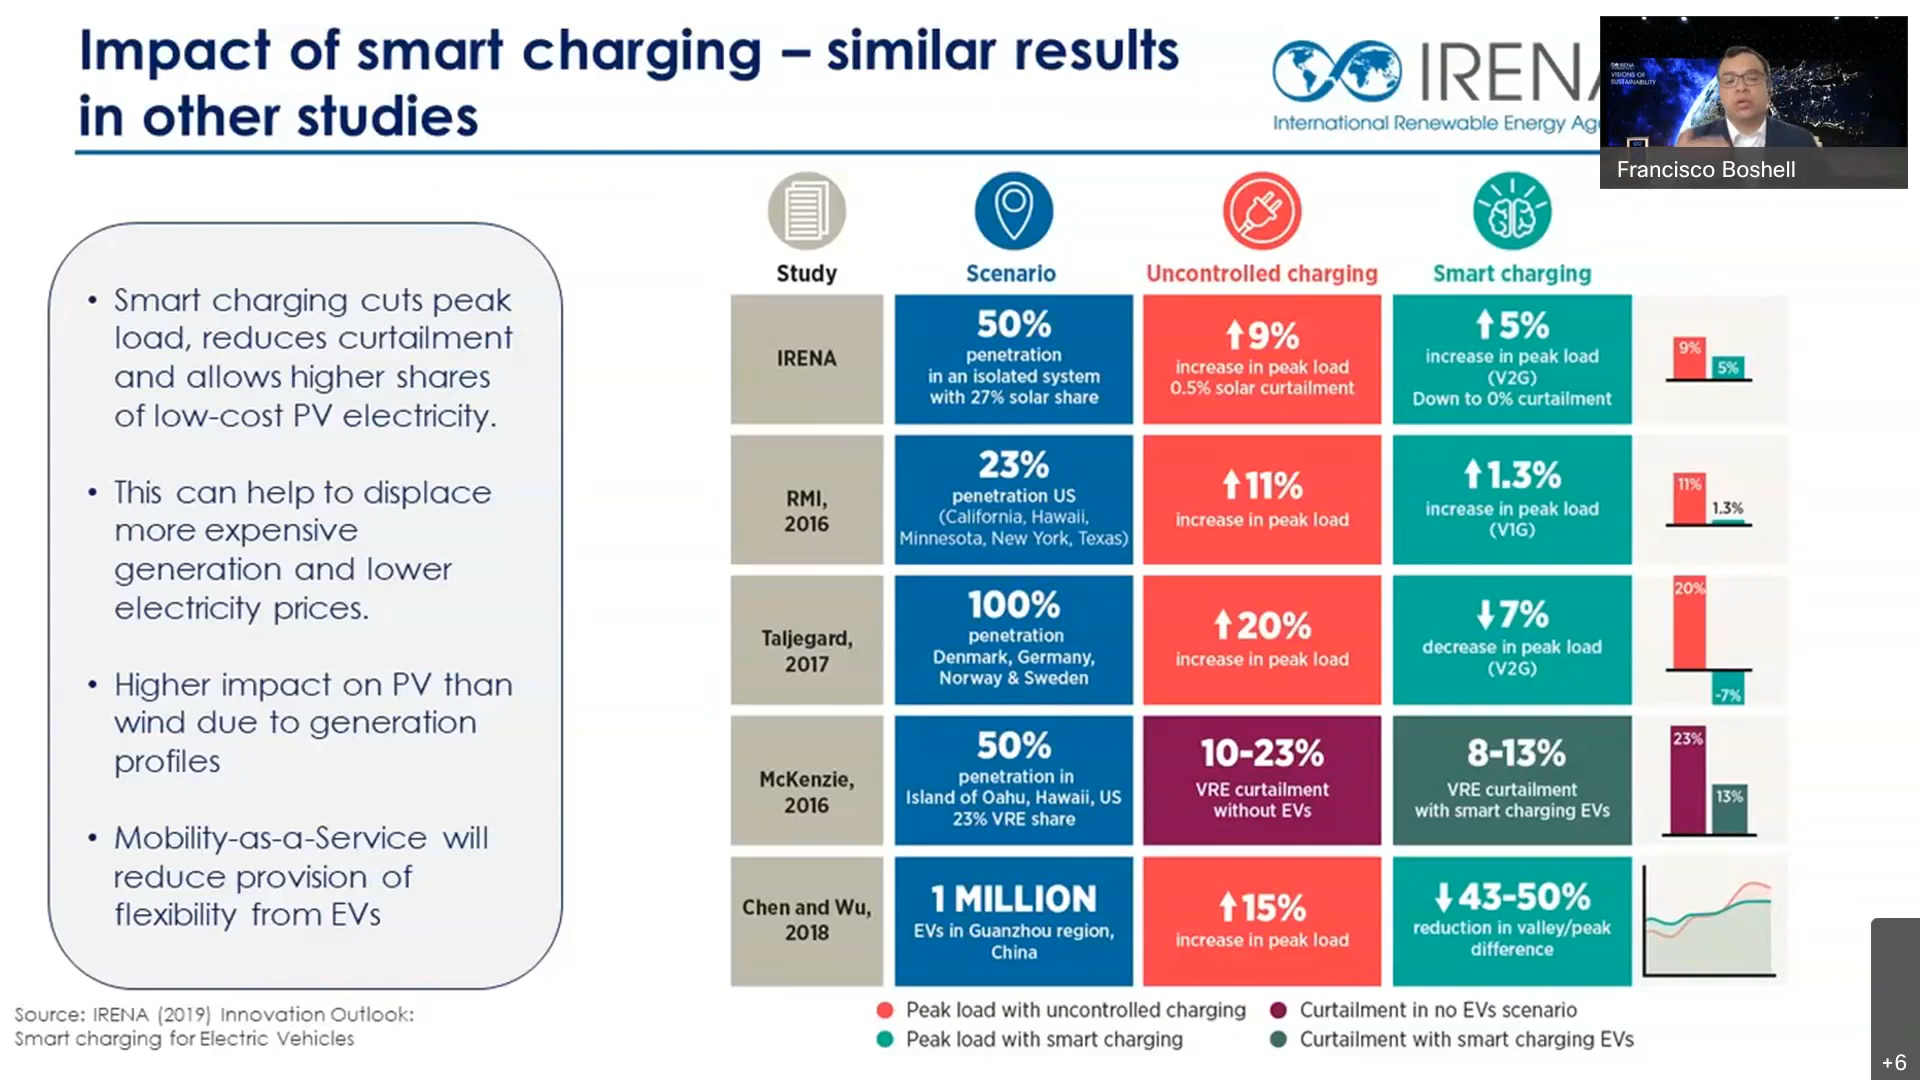 Impact of smart charging – similar results
in other studies
IRENA
International Renewable Energy Ag
VISIONS OF
SUSTAINABILITY
Francisco Boshell
• Smart charging cuts peak
load, reduces curtailment
and allows higher shares
of low-cost PV electricity.
• This can help to displace
more expensive
generation and lower
electricity prices.
• Higher impact on PV than
wind due to generation
profiles
• Mobility-as-a-Service will
reduce provision of
flexibility from EVs
Source: IRENA (2019) Innovation Outlook:
Smart charging for Electric Vehicles
Study
Scenario
Uncontrolled charging
Smart charging
IRENA
50%
penetration
in an isolated system
with 27% solar share
↑9%
increase in peak load
0.5% solar curtailment
↑5%
increase in peak load
(V2G)
Down to 0% curtailment
9%
5%
RMI,
2016
23%
penetration US
(California, Hawaii,
Minnesota, New York, Texas)
↑11%
increase in peak load
↑1.3%
increase in peak load
(V1G)
11%
1.3%
Taljegard,
2017
100%
penetration
Denmark, Germany,
Norway & Sweden
↑20%
increase in peak load
↓7%
decrease in peak load
(V2G)
20%
-7%
McKenzie,
2016
50%
penetration in
Island of Oahu, Hawaii, US
23% VRE share
10-23%
VRE curtailment
without EVs
8-13%
VRE curtailment
with smart charging EVs
23%
13%
Chen and Wu,
2018
1 MILLION
EVs in Guanzhou region,
China
↑15%
increase in peak load
↓43-50%
reduction in valley/peak
difference
Peak load with uncontrolled charging
Curtailment in no EVs scenario
Peak load with smart charging
Curtailment with smart charging EVs
+6